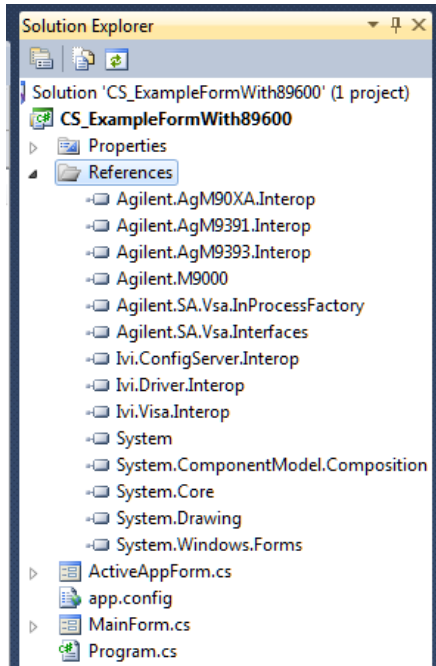 Solution Explorer
Solution 'CS_ExampleFormWith89600' (1 project)
CS_ExampleFormWith89600
Properties
References
Agilent.AgM90XA.Interop
Agilent.AgM9391.Interop
Agilent.AgM9393.Interop
Agilent.M9000
Agilent.SA.Vsa.InProcessFactory
Agilent.SA.Vsa.Interfaces
Ivi.ConfigServer.Interop
Ivi.Driver.Interop
Ivi.Visa.Interop
System
System.ComponentModel.Composition
System.Core
System.Drawing
System.Windows.Forms
ActiveAppForm.cs
app.config
MainForm.cs
Program.cs